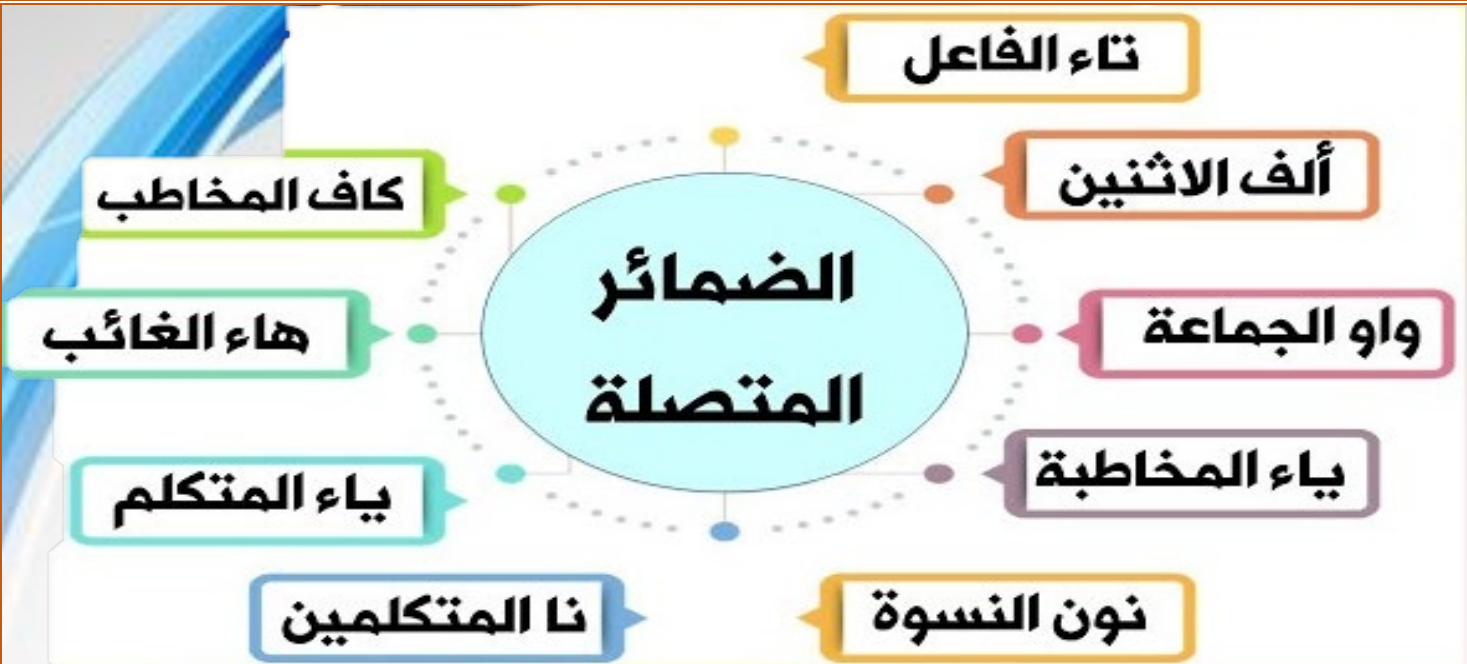 تاء الفاعل
ألف الاثنين
واو الجماعة
ياء المخاطبة
نون النسوة
الضمائر
المتصلة
كاف المخاطب
هاء الغائب
ياء المتكلم
نا المتكلمين